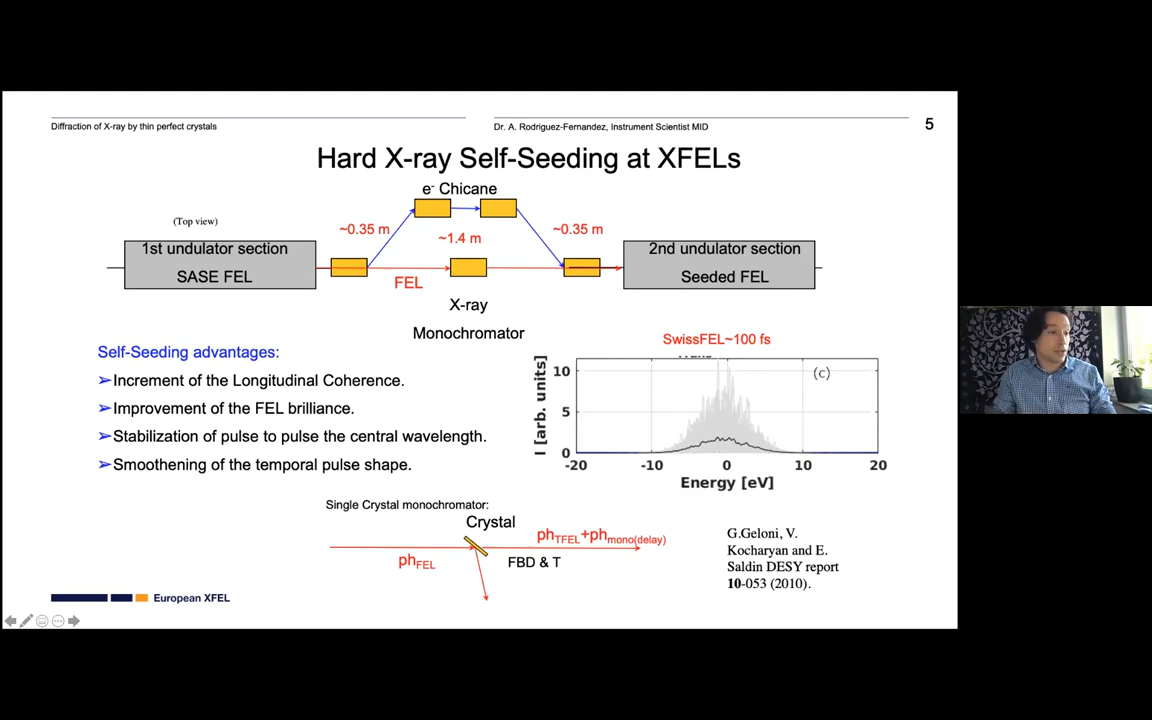 Diffraction of X-ray by thin perfect crystals
Dr. A. Rodriguez-Fernandez, Instrument Scientist MID
5
Hard X-ray Self-Seeding at XFELs
e- Chicane
(Top view)
~0.35 m
~1.4 m
~0.35 m
1st undulator section
SASE FEL
2nd undulator section
Seeded FEL
FEL
X-ray
Monochromator
Self-Seeding advantages:
➢Increment of the Longitudinal Coherence.
➢Improvement of the FEL brilliance.
➢Stabilization of pulse to pulse the central wavelength.
➢Smoothening of the temporal pulse shape.
SwissFEL~100 fs
(c)
I [arb. units]
10
5
0
-20
-10
0
10
20
Energy [eV]
Single Crystal monochromator:
Crystal
phFEL
phTFEL+phmono(delay)
FBD & T
G.Geloni, V.
Kocharyan and E.
Saldin DESY report
10-053 (2010).
European XFEL